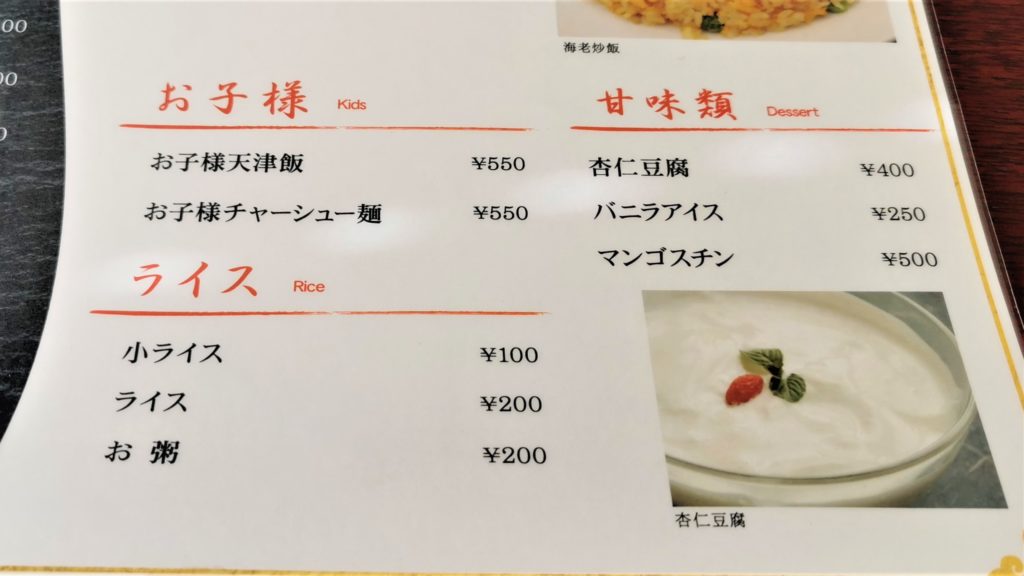 海老炒飯
お子様 Kids
お子様天津飯 ¥550
お子様チャーシュー麺 ¥550
ライス Rice
小ライス ¥100
ライス ¥200
お粥 ¥200
甘味類 Dessert
杏仁豆腐 ¥400
バニラアイス ¥250
マンゴスチン ¥500
杏仁豆腐